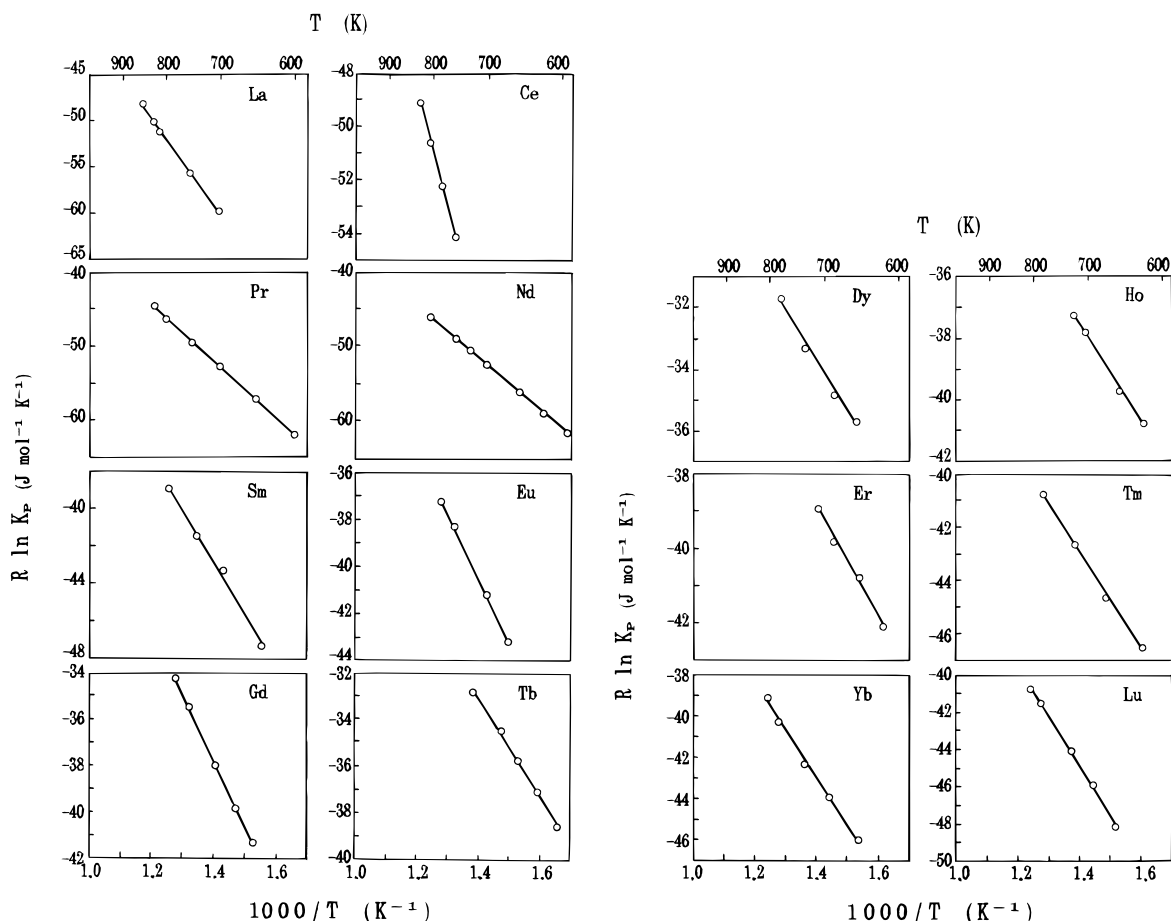 T (K)
900 800 700 600
900 800 700 600
-45
-50
-55
-60
-65
La
-48
-50
-52
-54
Ce
-40
-50
-60
Pr
-40
-50
-60
Nd
-40
-44
-48
Sm
-36
-38
-40
-42
-44
Eu
-34
-36
-38
-40
-42
Gd
-32
-34
-36
-38
-40
Tb
R ln Kₚ (J mol⁻¹ K⁻¹)
1.0 1.2 1.4 1.6
1.0 1.2 1.4 1.6
1000/T (K⁻¹)
T (K)
900 800 700 600
900 800 700 600
-32
-34
-36
Dy
-36
-38
-40
-42
Ho
-38
-40
-42
Er
-40
-42
-44
-46
Tm
-40
-42
-44
-46
Yb
-40
-42
-44
-46
-48
-50
Lu
R ln Kₚ (J mol⁻¹ K⁻¹)
1.0 1.2 1.4 1.6
1.0 1.2 1.4 1.6
1000/T (K⁻¹)